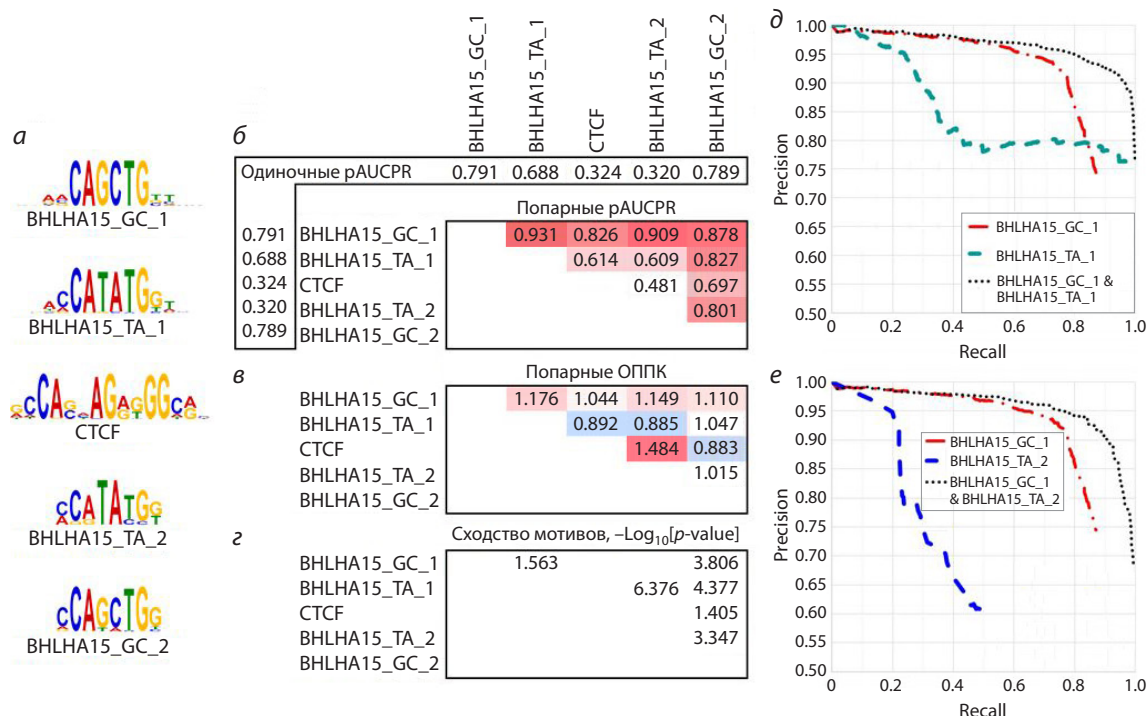 а
CAGCTG
BHLHA15_GC_1
CATATG
BHLHA15_TA_1
CTCF
BHLHA15_TA_2
BHLHA15_GC_2
б
BHLHA15_GC_1
BHLHA15_TA_1
CTCF
BHLHA15_TA_2
BHLHA15_GC_2
Одиночные pAUCPR 0.791 0.688 0.324 0.320 0.789
Попарные pAUCPR
0.791 BHLHA15_GC_1 0.931 0.826 0.909 0.878
0.688 BHLHA15_TA_1 0.614 0.609 0.827
0.324 CTCF 0.481 0.697
0.320 BHLHA15_TA_2 0.801
0.789 BHLHA15_GC_2
в
Попарные ОППК
BHLHA15_GC_1 1.176 1.044 1.149 1.110
BHLHA15_TA_1 0.892 0.885 1.047
CTCF 1.484 0.883
BHLHA15_TA_2 1.015
BHLHA15_GC_2
г
Сходство мотивов, –Log10[p-value]
BHLHA15_GC_1 1.563 3.806
BHLHA15_TA_1 6.376 4.377
CTCF 1.405
BHLHA15_TA_2 3.347
BHLHA15_GC_2
д
Precision
1.00
0.95
0.90
0.85
0.80
0.75
0.70
0.65
0.60
0.55
0.50
BHLHA15_GC_1
BHLHA15_TA_1
BHLHA15_GC_1 &
BHLHA15_TA_1
0 0.2 0.4 0.6 0.8 1.0
Recall
е
Precision
1.00
0.95
0.90
0.85
0.80
0.75
0.70
0.65
0.60
0.55
0.50
BHLHA15_GC_1
BHLHA15_TA_2
BHLHA15_GC_1
& BHLHA15_TA_2
0 0.2 0.4 0.6 0.8 1.0
Recall